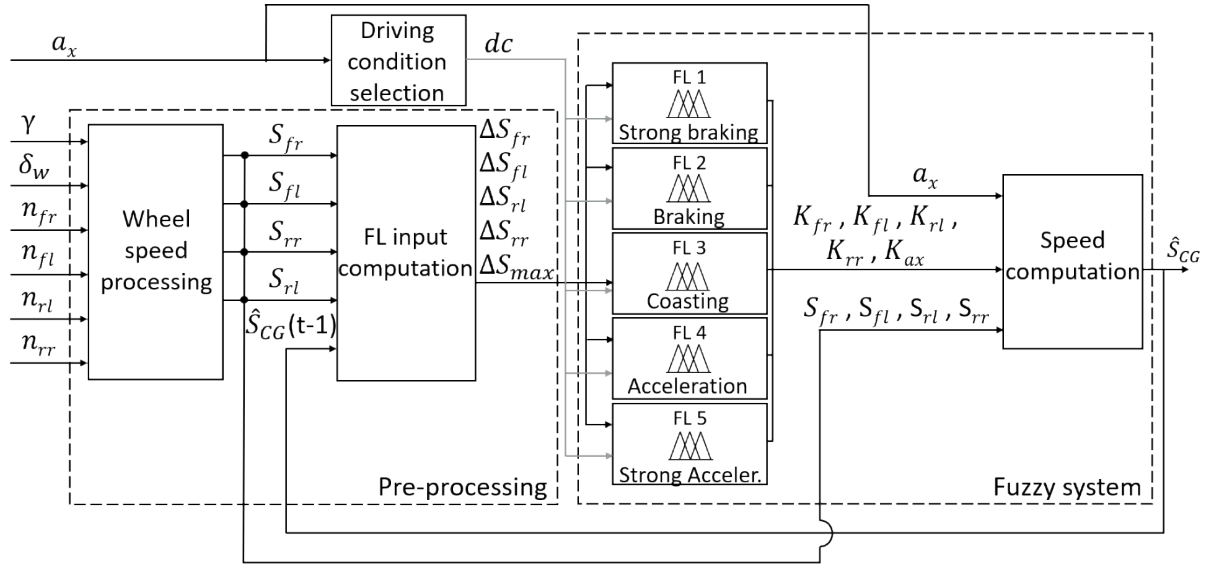 a_x
Driving
condition
selection
dc
γ
δ_w
n_fr
n_fl
n_rl
n_rr
Wheel
speed
processing
S_fr
S_fl
S_rr
S_rl
Ŝ_CG(t-1)
FL input
computation
ΔS_fr
ΔS_fl
ΔS_rl
ΔS_rr
ΔS_max
Pre-processing
FL 1
Strong braking
FL 2
Braking
FL 3
Coasting
FL 4
Acceleration
FL 5
Strong Acceler.
a_x
K_fr , K_fl , K_rl ,
K_rr , K_ax
S_fr , S_fl , S_rl , S_rr
Speed
computation
Ŝ_CG
Fuzzy system